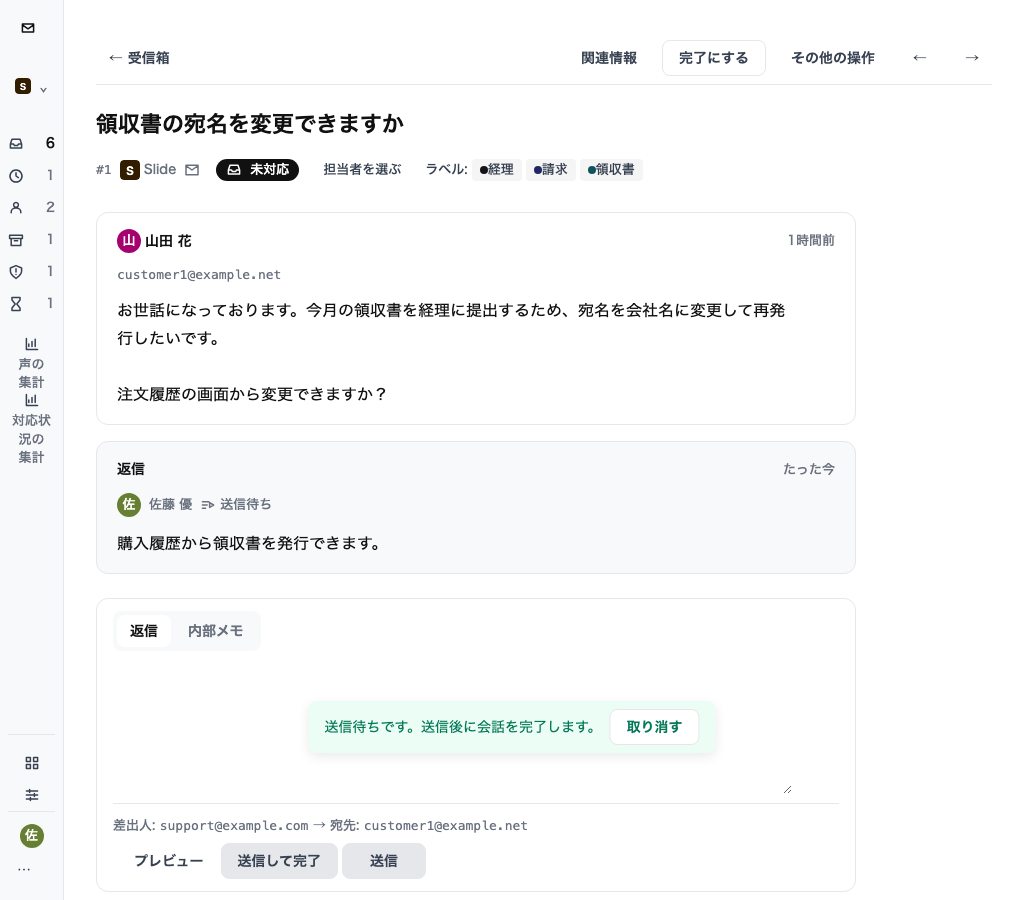 ← 受信箱
関連情報
完了にする
その他の操作
←
→
S
6
1
2
1
1
1
声の
集計
対応状
況の
集計
佐
…
領収書の宛名を変更できますか
#1 S Slide 未対応 担当者を選ぶ ラベル: 経理 請求 領収書
山 山田 花 1時間前
customer1@example.net
お世話になっております。今月の領収書を経理に提出するため、宛名を会社名に変更して再発
行したいです。
注文履歴の画面から変更できますか？
返信 たった今
佐 佐藤 優 送信待ち
購入履歴から領収書を発行できます。
返信 内部メモ
送信待ちです。送信後に会話を完了します。 取り消す
差出人: support@example.com → 宛先: customer1@example.net
プレビュー 送信して完了 送信